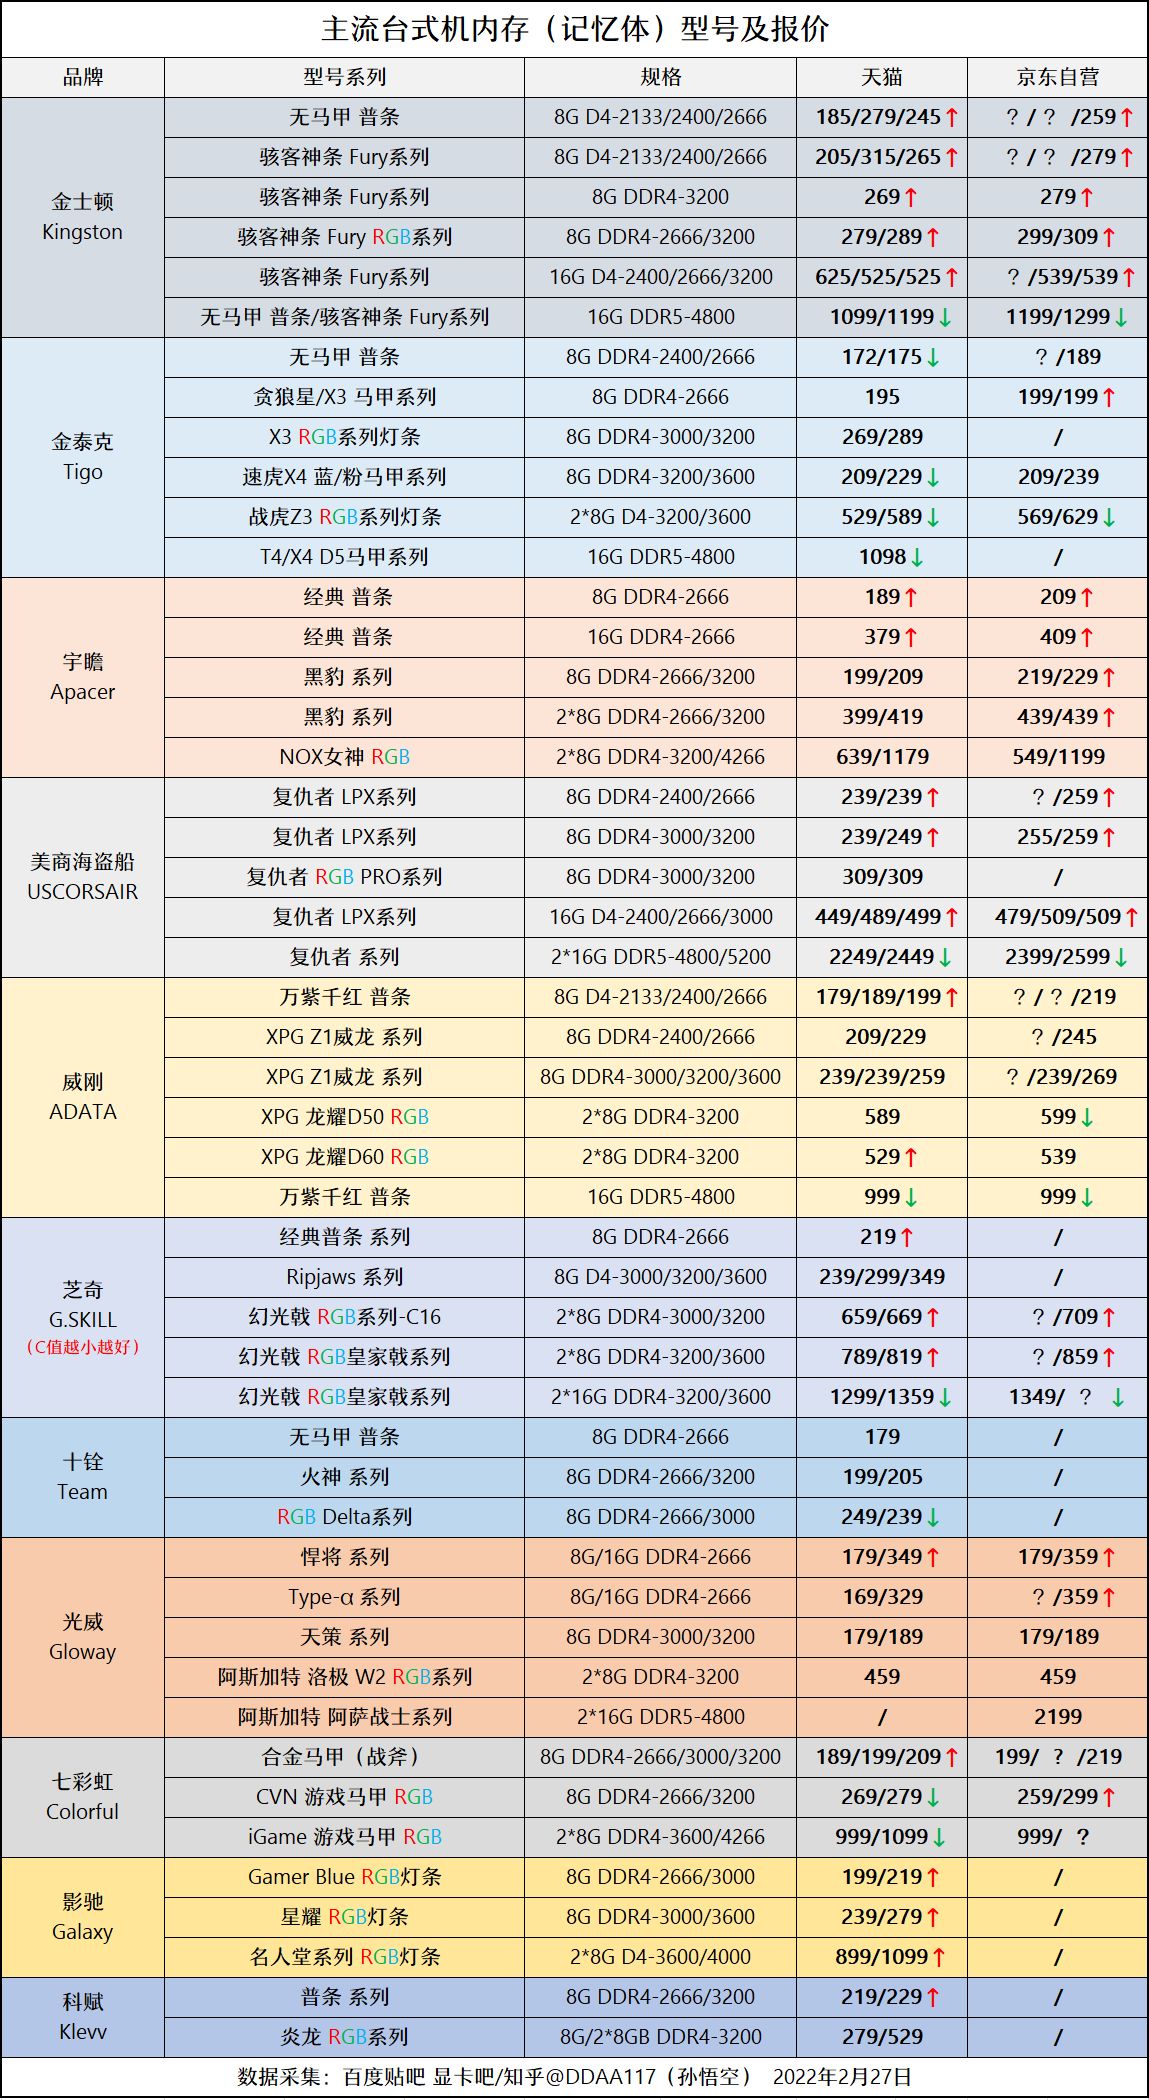 主流台式机内存（记忆体）型号及报价
品牌 型号系列 规格 天猫 京东自营
金士顿
Kingston
无马甲 普条 8G D4-2133/2400/2666 185/279/245↑ ？/？/259↑
骇客神条 Fury系列 8G D4-2133/2400/2666 205/315/265↑ ？/？/279↑
骇客神条 Fury系列 8G DDR4-3200 269↑ 279↑
骇客神条 Fury RGB系列 8G DDR4-2666/3200 279/289↑ 299/309↑
骇客神条 Fury系列 16G D4-2400/2666/3200 625/525/525↑ ？/539/539↑
无马甲 普条/骇客神条 Fury系列 16G DDR5-4800 1099/1199↓ 1199/1299↓
金泰克
Tigo
无马甲 普条 8G DDR4-2400/2666 172/175↓ ？/189
贪狼星/X3 马甲系列 8G DDR4-2666 195 199/199↑
X3 RGB系列灯条 8G DDR4-3000/3200 269/289 /
速虎X4 蓝/粉马甲系列 8G DDR4-3200/3600 209/229↓ 209/239
战虎Z3 RGB系列灯条 2*8G D4-3200/3600 529/589↓ 569/629↓
T4/X4 D5马甲系列 16G DDR5-4800 1098↓ /
宇瞻
Apacer
经典 普条 8G DDR4-2666 189↑ 209↑
经典 普条 16G DDR4-2666 379↑ 409↑
黑豹 系列 8G DDR4-2666/3200 199/209 219/229↑
黑豹 系列 2*8G DDR4-2666/3200 399/419 439/439↑
NOX女神 RGB 2*8G DDR4-3200/4266 639/1179 549/1199
美商海盗船
USCORSAIR
复仇者 LPX系列 8G DDR4-2400/2666 239/239↑ ？/259↑
复仇者 LPX系列 8G DDR4-3000/3200 239/249↑ 255/259↑
复仇者 RGB PRO系列 8G DDR4-3000/3200 309/309 /
复仇者 LPX系列 16G D4-2400/2666/3000 449/489/499↑ 479/509/509↑
复仇者 系列 2*16G DDR5-4800/5200 2249/2449↓ 2399/2599↓
威刚
ADATA
万紫千红 普条 8G D4-2133/2400/2666 179/189/199↑ ？/？/219
XPG Z1威龙 系列 8G DDR4-2400/2666 209/229 ？/245
XPG Z1威龙 系列 8G DDR4-3000/3200/3600 239/239/259 ？/239/269
XPG 龙耀D50 RGB 2*8G DDR4-3200 589 599↓
XPG 龙耀D60 RGB 2*8G DDR4-3200 529↑ 539
万紫千红 普条 16G DDR5-4800 999↓ 999↓
芝奇
G.SKILL
（C值越小越好）
经典普条 系列 8G DDR4-2666 219↑ /
Ripjaws 系列 8G D4-3000/3200/3600 239/299/349 /
幻光戟 RGB系列-C16 2*8G DDR4-3000/3200 659/669↑ ？/709↑
幻光戟 RGB皇家戟系列 2*8G DDR4-3200/3600 789/819↑ ？/859↑
幻光戟 RGB皇家戟系列 2*16G DDR4-3200/3600 1299/1359↓ 1349/ ？ ↓
十铨
Team
无马甲 普条 8G DDR4-2666 179 /
火神 系列 8G DDR4-2666/3200 199/205 /
RGB Delta系列 8G DDR4-2666/3000 249/239↓ /
光威
Gloway
悍将 系列 8G/16G DDR4-2666 179/349↑ 179/359↑
Type-α 系列 8G/16G DDR4-2666 169/329 ？/359↑
天策 系列 8G DDR4-3000/3200 179/189 179/189
阿斯加特 洛极 W2 RGB系列 2*8G DDR4-3200 459 459
阿斯加特 阿萨战士系列 2*16G DDR5-4800 / 2199
七彩虹
Colorful
合金马甲（战斧） 8G DDR4-2666/3000/3200 189/199/209↑ 199/ ？/219
CVN 游戏马甲 RGB 8G DDR4-2666/3200 269/279↓ 259/299↑
iGame 游戏马甲 RGB 2*8G DDR4-3600/4266 999/1099↓ 999/ ？
影驰
Galaxy
Gamer Blue RGB灯条 8G DDR4-2666/3000 199/219↑ /
星耀 RGB灯条 8G DDR4-3000/3600 239/279↑ /
名人堂系列 RGB灯条 2*8G D4-3600/4000 899/1099↑ /
科赋
Klevv
普条 系列 8G DDR4-2666/3200 219/229↑ /
炎龙 RGB系列 8G/2*8GB DDR4-3200 279/529 /
数据采集：百度贴吧 显卡吧/知乎@DDAA117（孙悟空） 2022年2月27日